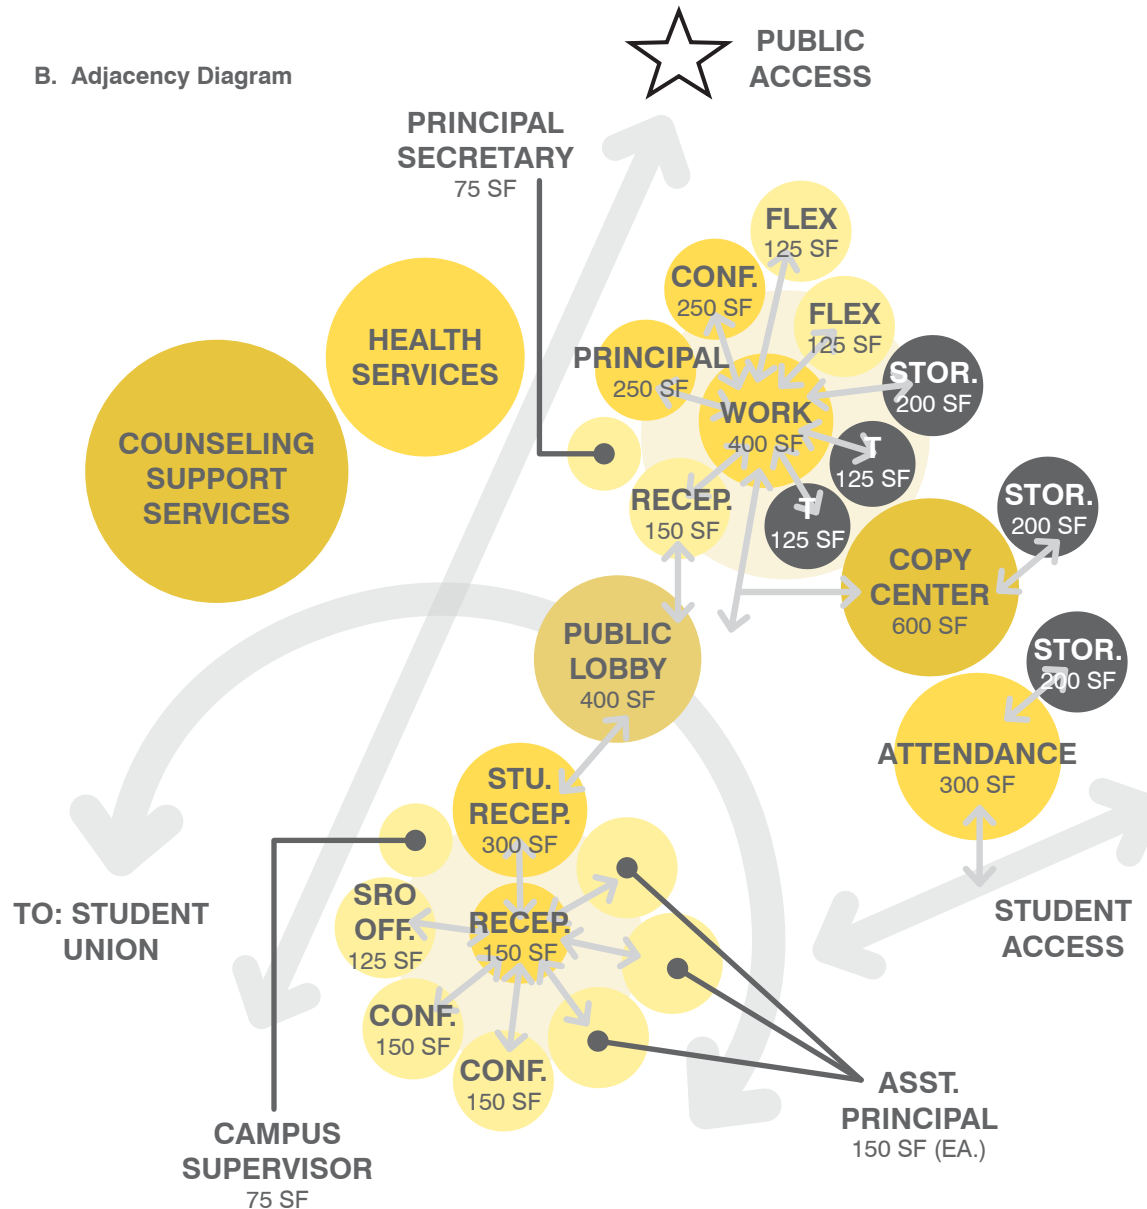 B. Adjacency Diagram
PUBLIC
ACCESS
PRINCIPAL
SECRETARY
75 SF
FLEX
125 SF
CONF.
250 SF
FLEX
125 SF
HEALTH
SERVICES
PRINCIPAL
250 SF
STOR.
200 SF
WORK
400 SF
COUNSELING
SUPPORT
SERVICES
T
125 SF
RECEP.
150 SF
T
125 SF
STOR.
200 SF
COPY
CENTER
600 SF
PUBLIC
LOBBY
400 SF
STOR.
200 SF
ATTENDANCE
300 SF
STU.
RECEP.
300 SF
SRO
OFF.
125 SF
RECEP.
150 SF
TO: STUDENT
UNION
STUDENT
ACCESS
CONF.
150 SF
CONF.
150 SF
ASST.
PRINCIPAL
150 SF (EA.)
CAMPUS
SUPERVISOR
75 SF